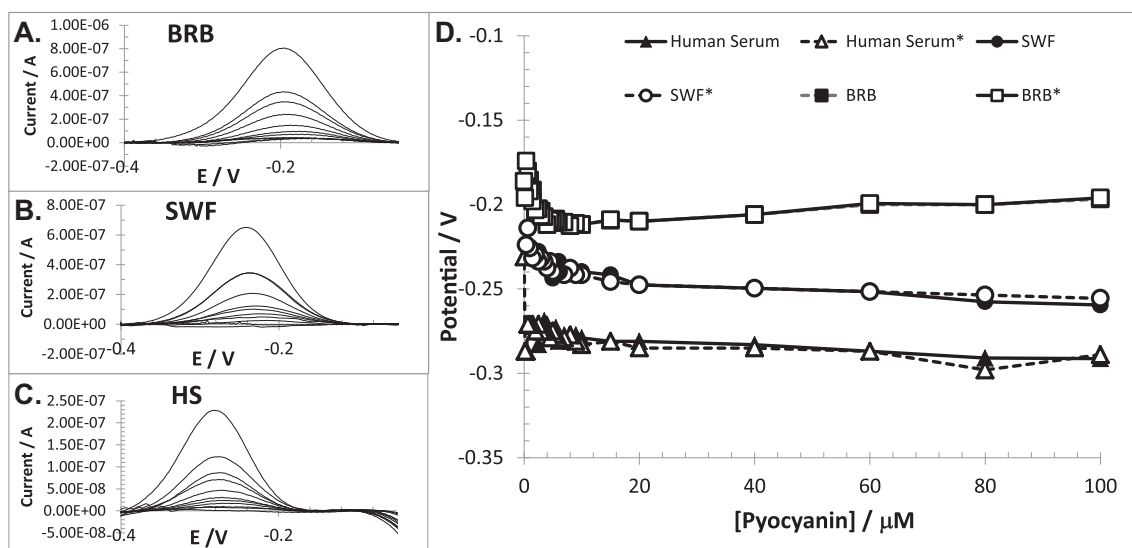 A.
BRB
1.00E-06
8.00E-07
6.00E-07
4.00E-07
2.00E-07
0.00E+00
-2.00E-07
-0.4
-0.2
Current / A
E / V
B.
SWF
8.00E-07
6.00E-07
4.00E-07
2.00E-07
0.00E+00
-2.00E-07
-0.4
-0.2
Current / A
E / V
C.
HS
2.50E-07
2.00E-07
1.50E-07
1.00E-07
5.00E-08
0.00E+00
-5.00E-08
-0.4
-0.2
Current / A
E /V
D.
Human Serum
Human Serum*
SWF
SWF*
BRB
BRB*
-0.1
-0.15
-0.2
-0.25
-0.3
-0.35
Potential / V
0
20
40
60
80
100
[Pyocyanin] / μM